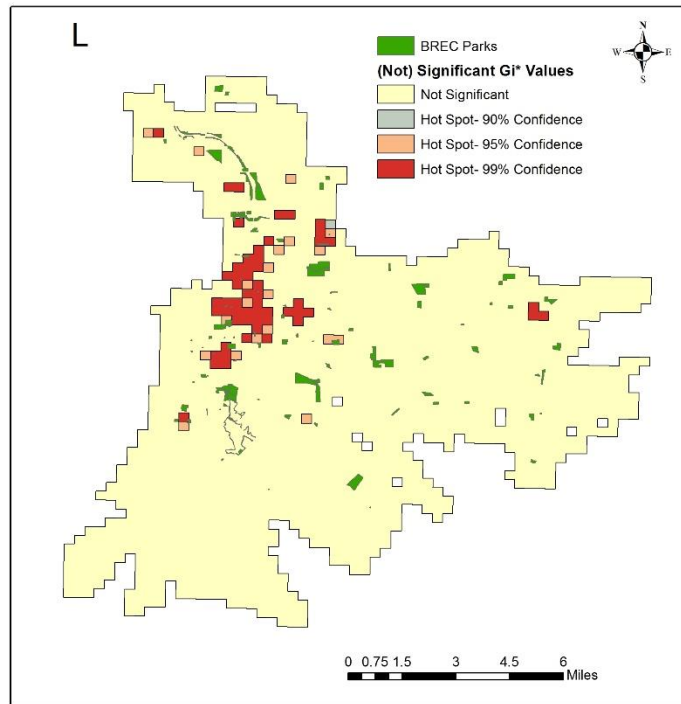 L
BREC Parks
(Not) Significant Gi* Values
Not Significant
Hot Spot- 90% Confidence
Hot Spot- 95% Confidence
Hot Spot- 99% Confidence
N
W E
S
0 0.75 1.5 3 4.5 6
Miles